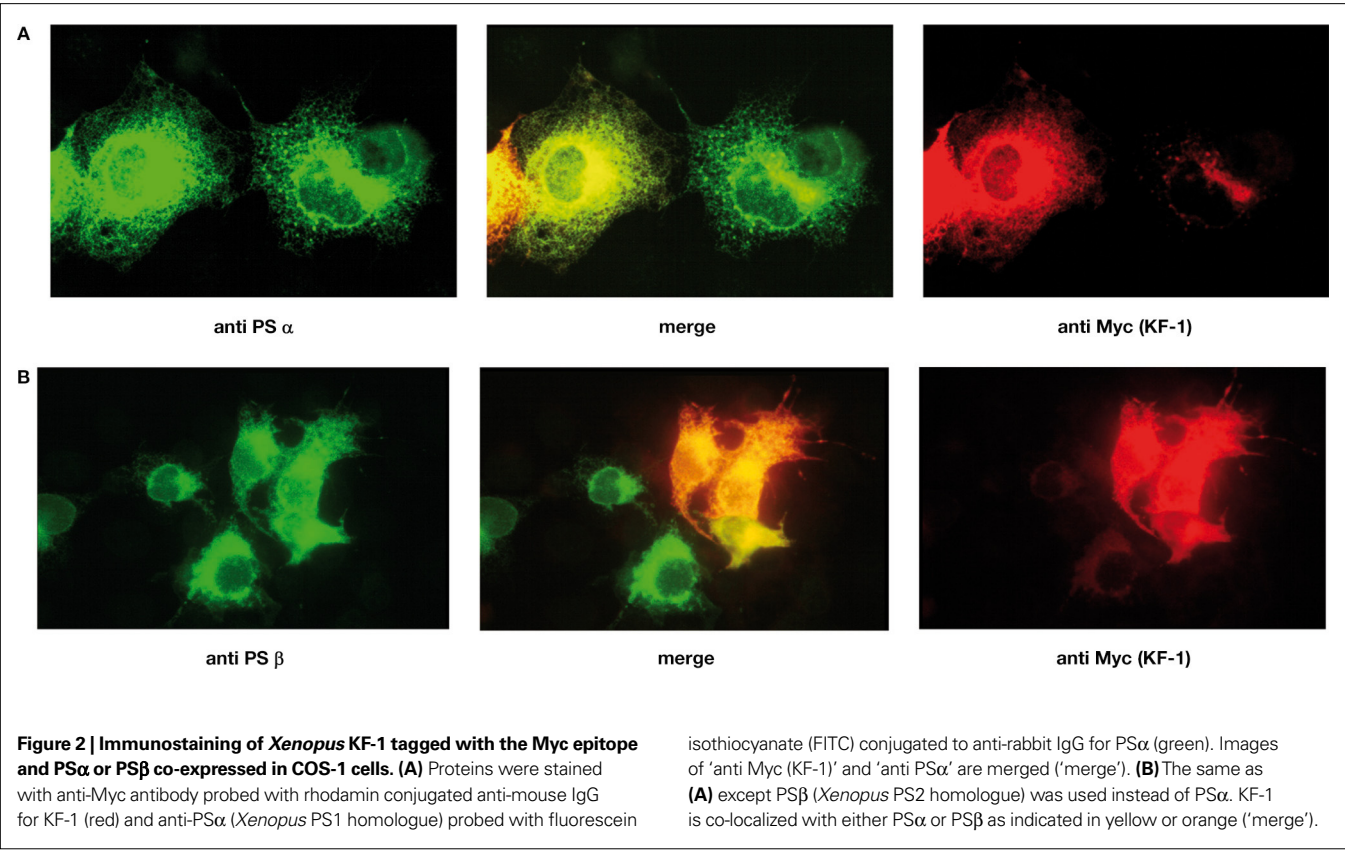 A
anti PS α
merge
anti Myc (KF-1)
B
anti PS β
merge
anti Myc (KF-1)
Figure 2 | Immunostaining of Xenopus KF-1 tagged with the Myc epitope
and PSα or PSβ co-expressed in COS-1 cells. (A) Proteins were stained
with anti-Myc antibody probed with rhodamin conjugated anti-mouse IgG
for KF-1 (red) and anti-PSα (Xenopus PS1 homologue) probed with fluorescein
isothiocyanate (FITC) conjugated to anti-rabbit IgG for PSα (green). Images
of ‘anti Myc (KF-1)’ and ‘anti PSα’ are merged (‘merge’). (B) The same as
(A) except PSβ (Xenopus PS2 homologue) was used instead of PSα. KF-1
is co-localized with either PSα or PSβ as indicated in yellow or orange (‘merge’).